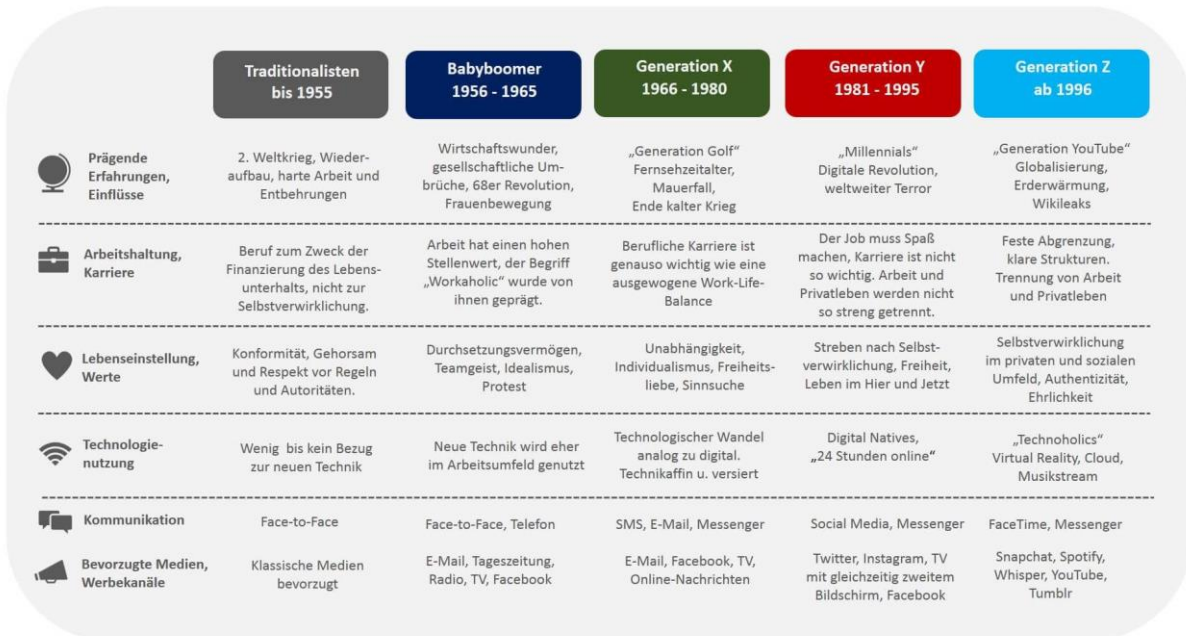 Traditionalisten
bis 1955
Babyboomer
1956 - 1965
Generation X
1966 - 1980
Generation Y
1981 - 1995
Generation Z
ab 1996
Prägende
Erfahrungen,
Einflüsse
2. Weltkrieg, Wieder-
aufbau, harte Arbeit und
Entbehrungen
Wirtschaftswunder,
gesellschaftliche Um-
brüche, 68er Revolution,
Frauenbewegung
„Generation Golf"
Fernsehzeitalter,
Mauerfall,
Ende kalter Krieg
„Millennials"
Digitale Revolution,
weltweiter Terror
„Generation YouTube"
Globalisierung,
Erderwärmung,
Wikileaks
Arbeitshaltung,
Karriere
Beruf zum Zweck der
Finanzierung des Lebens-
unterhalts, nicht zur
Selbstverwirklichung.
Arbeit hat einen hohen
Stellenwert, der Begriff
„Workaholic" wurde von
ihnen geprägt.
Berufliche Karriere ist
genauso wichtig wie eine
ausgewogene Work-Life-
Balance
Der Job muss Spaß
machen, Karriere ist nicht
so wichtig. Arbeit und
Privatleben werden nicht
so streng getrennt.
Feste Abgrenzung,
klare Strukturen.
Trennung von Arbeit
und Privatleben
Lebenseinstellung,
Werte
Konformität, Gehorsam
und Respekt vor Regeln
und Autoritäten.
Durchsetzungsvermögen,
Teamgeist, Idealismus,
Protest
Unabhängigkeit,
Individualismus, Freiheits-
liebe, Sinnsuche
Streben nach Selbst-
verwirklichung, Freiheit,
Leben im Hier und Jetzt
Selbstverwirklichung
im privaten und sozialen
Umfeld, Authentizität,
Ehrlichkeit
Technologie-
nutzung
Wenig bis kein Bezug
zur neuen Technik
Neue Technik wird eher
im Arbeitsumfeld genutzt
Technologischer Wandel
analog zu digital.
Technikaffin u. versiert
Digital Natives,
„24 Stunden online"
„Technoholics"
Virtual Reality, Cloud,
Musikstream
Kommunikation
Face-to-Face
Face-to-Face, Telefon
SMS, E-Mail, Messenger
Social Media, Messenger
FaceTime, Messenger
Bevorzugte Medien,
Werbekanäle
Klassische Medien
bevorzugt
E-Mail, Tageszeitung,
Radio, TV, Facebook
E-Mail, Facebook, TV,
Online-Nachrichten
Twitter, Instagram, TV
mit gleichzeitig zweitem
Bildschirm, Facebook
Snapchat, Spotify,
Whisper, YouTube,
Tumblr